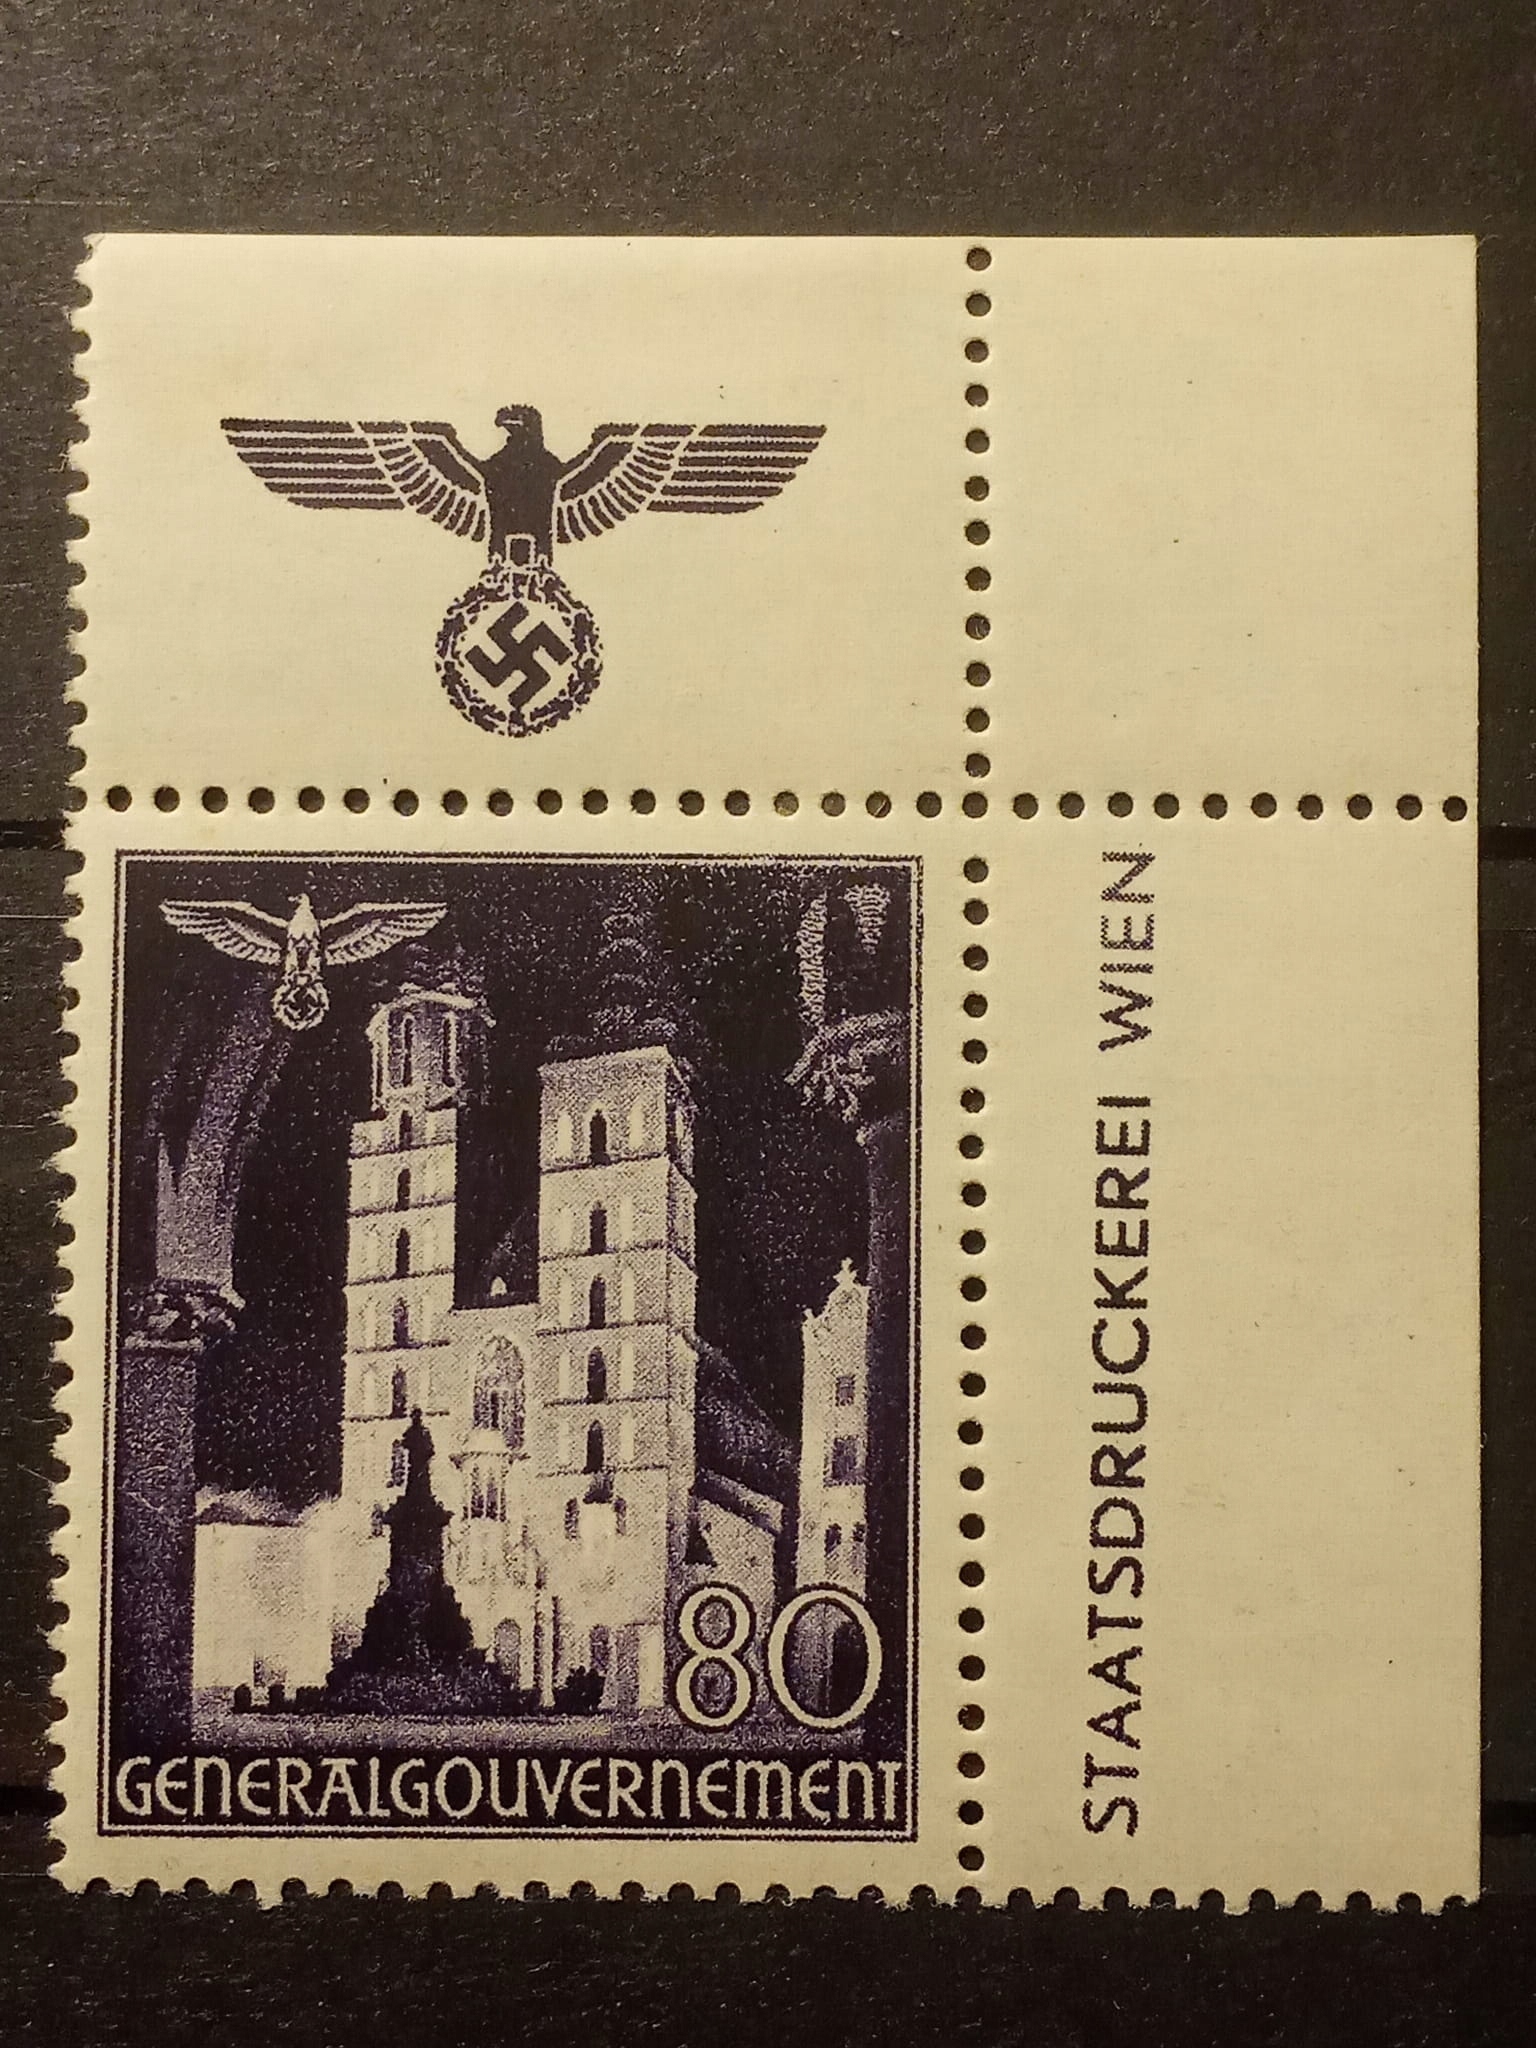 80
GENERALGOUVERNEMENT
STAATSDRUCKEREI WIEN